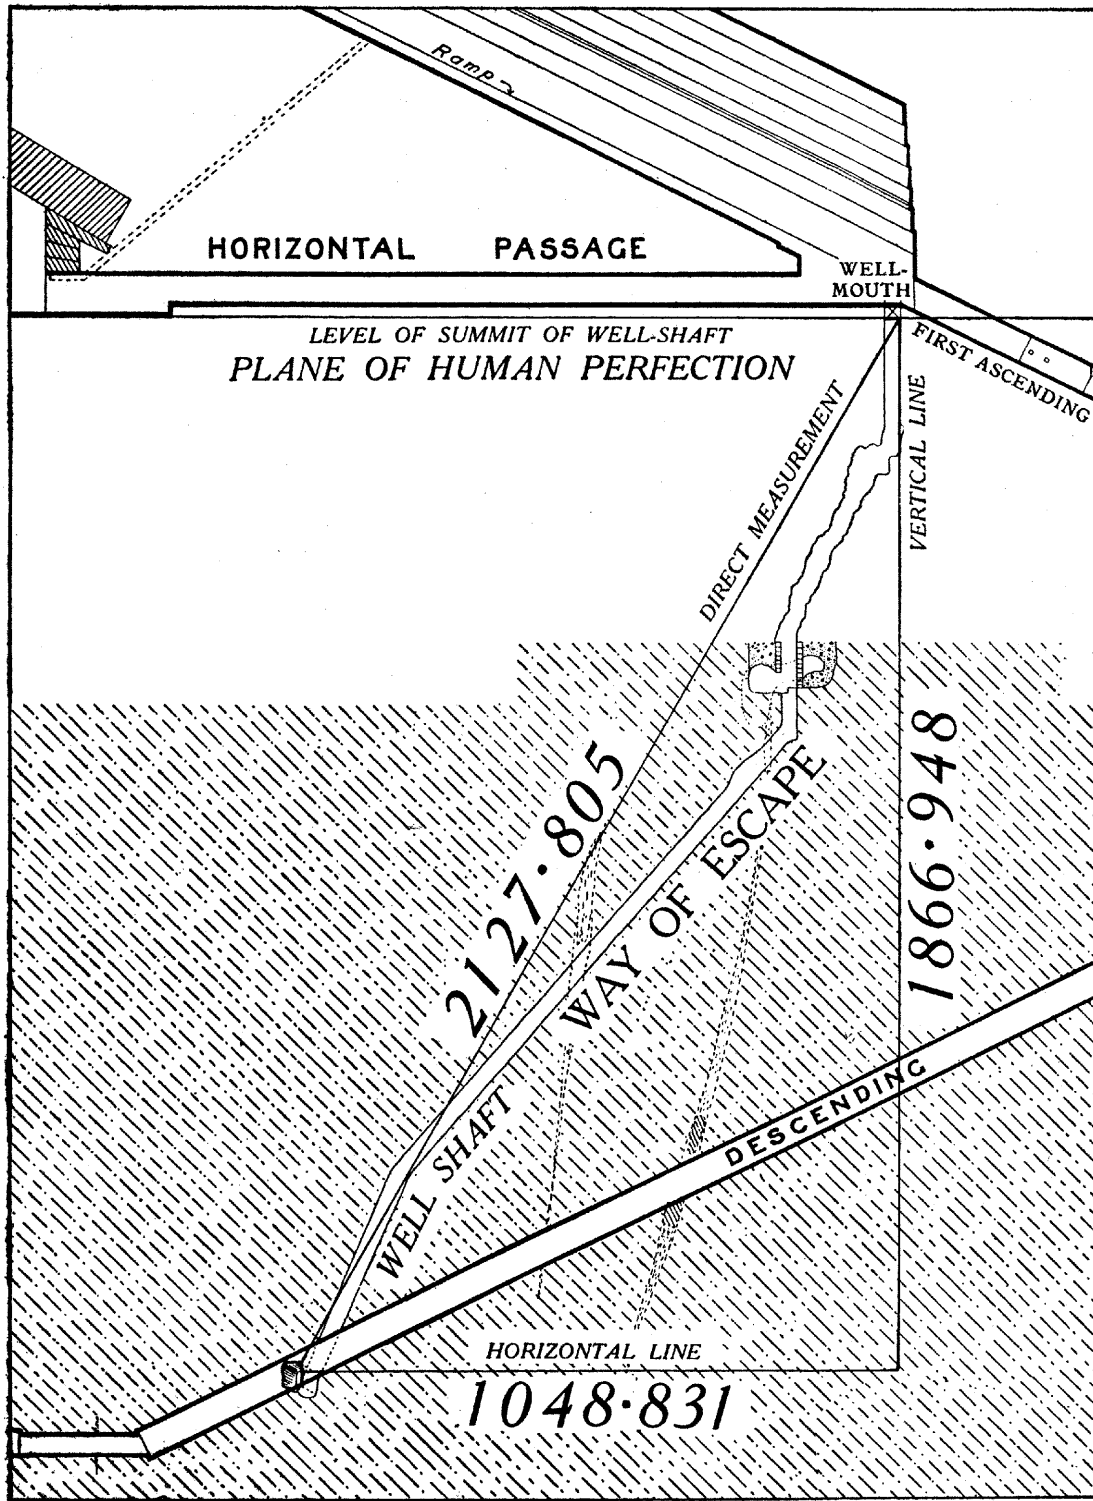 Ramp
HORIZONTAL PASSAGE
WELL-
MOUTH
LEVEL OF SUMMIT OF WELL-SHAFT
PLANE OF HUMAN PERFECTION
FIRST ASCENDING
VERTICAL LINE
DIRECT MEASUREMENT
2127·805
1866·948
WAY OF ESCAPE
WELL SHAFT
DESCENDING
HORIZONTAL LINE
1048·831